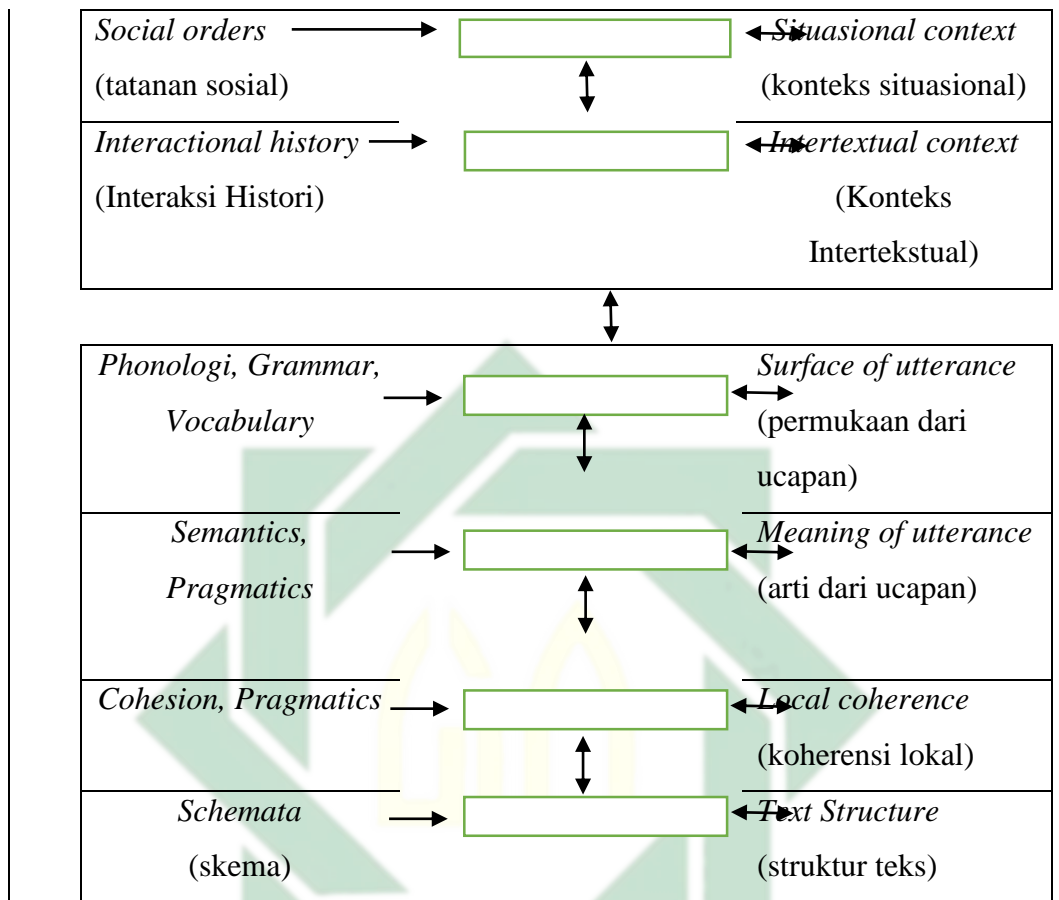 Social orders
(tatanan sosial)
Situasional context
(konteks situasional)
Interactional history
(Interaksi Histori)
Intertextual context
(Konteks
Intertekstual)
Phonologi, Grammar,
Vocabulary
Surface of utterance
(permukaan dari
ucapan)
Semantics,
Pragmatics
Meaning of utterance
(arti dari ucapan)
Cohesion, Pragmatics
Local coherence
(koherensi lokal)
Schemata
(skema)
Text Structure
(struktur teks)